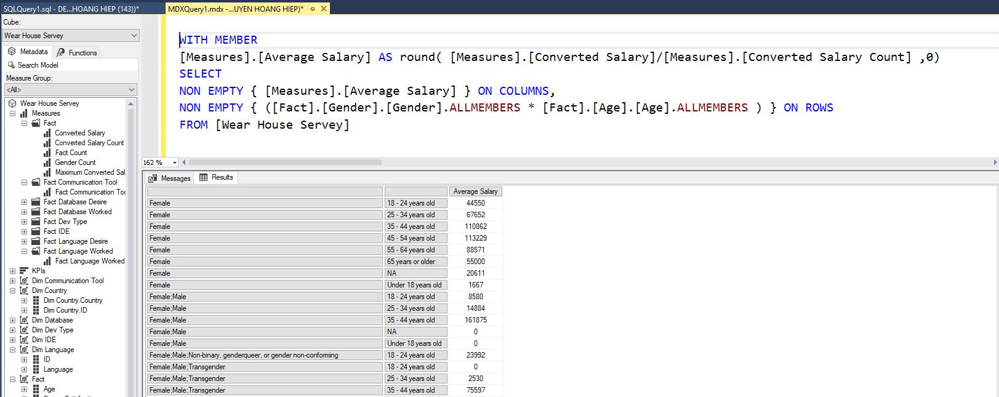 SQLQuery1.sql - DE...HOANG HIEP (143))*
MDXQuery1.mdx -...UYEN HOANG HIEP)*
Cube:
Wear House Servey
Metadata
Functions
Search Model
Measure Group:
<All>
Wear House Servey
Measures
Fact
Converted Salary
Converted Salary Count
Fact Count
Gender Count
Maximum Converted Sal
Fact Communication Tool
Fact Communication Too
Fact Database Desire
Fact Database Worked
Fact Dev Type
Fact IDE
Fact Language Desire
Fact Language Worked
Fact Language Worked
KPIs
Dim Communication Tool
Dim Country
Dim Country.Country
Dim Country.ID
Dim Database
Dim Dev Type
Dim IDE
Dim Language
ID
Language
Fact
Age
WITH MEMBER
[Measures].[Average Salary] AS round( [Measures].[Converted Salary]/[Measures].[Converted Salary Count] ,0)
SELECT
NON EMPTY { [Measures].[Average Salary] } ON COLUMNS,
NON EMPTY { ([Fact].[Gender].[Gender].ALLMEMBERS * [Fact].[Age].[Age].ALLMEMBERS ) } ON ROWS
FROM [Wear House Servey]
162 %
Messages
Results
Average Salary
Female 18 - 24 years old 44550
Female 25 - 34 years old 67652
Female 35 - 44 years old 110862
Female 45 - 54 years old 113229
Female 55 - 64 years old 88571
Female 65 years or older 55000
Female NA 20611
Female Under 18 years old 1667
Female;Male 18 - 24 years old 8580
Female;Male 25 - 34 years old 14884
Female;Male 35 - 44 years old 161875
Female;Male NA 0
Female;Male Under 18 years old 0
Female;Male;Non-binary, genderqueer, or gender non-conforming 18 - 24 years old 23992
Female;Male;Transgender 18 - 24 years old 0
Female;Male;Transgender 25 - 34 years old 2530
Female;Male;Transgender 35 - 44 years old 75597